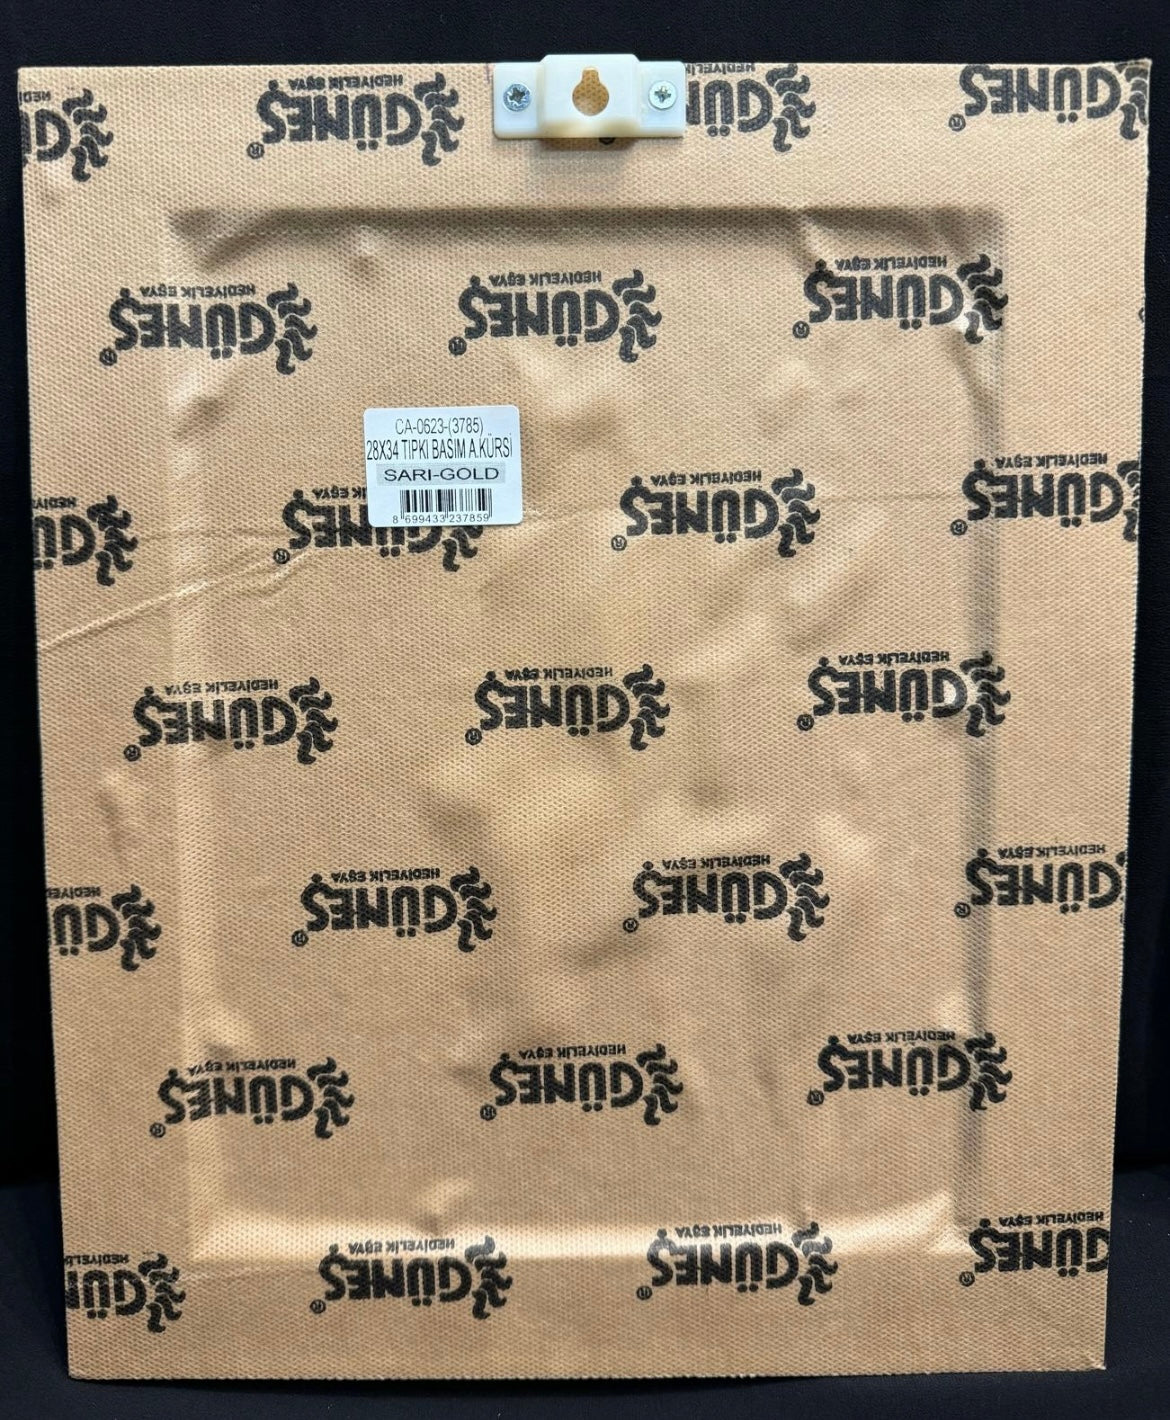 HEDİYELİK EŞYA
GÜNEŞ
®
CA-0623-(3785)
28X34 TIPKI BASIM A.KÜRSİ
SARI-GOLD
8 699433 237859